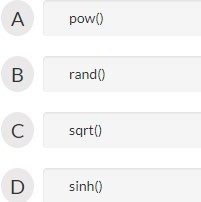 A pow()
B rand()
C sqrt()
D sinh()